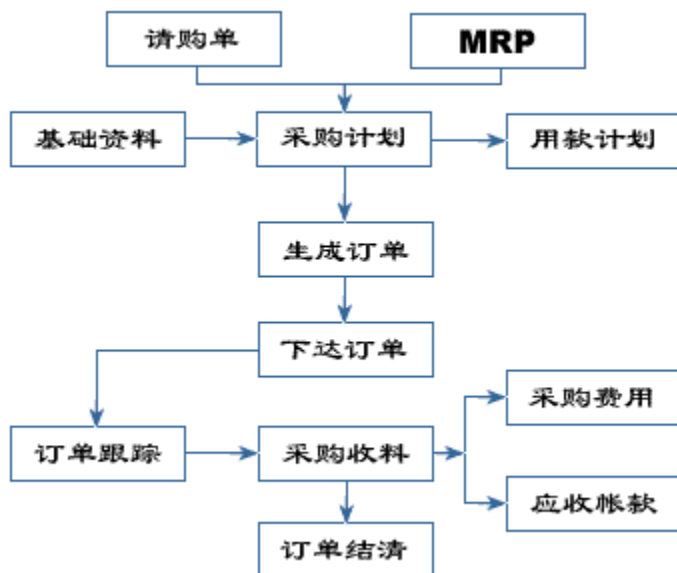 请购单
MRP
基础资料
采购计划
用款计划
生成订单
下达订单
采购费用
订单跟踪
采购收料
应收帐款
订单结清